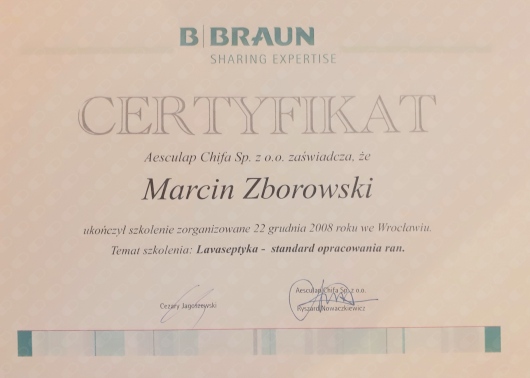 B|BRAUN
SHARING EXPERTISE
CERTYFIKAT
Aesculap Chifa Sp. z o.o. zaświadcza, że
Marcin Zborowski
ukończył szkolenie zorganizowane 22 grudnia 2008 roku we Wrocławiu.
Temat szkolenia: Lavaseptyka - standard opracowania ran.
Aesculap Chifa Sp. z o.o.
Cezary Jagoszewski
Ryszard Nowaczkiewicz